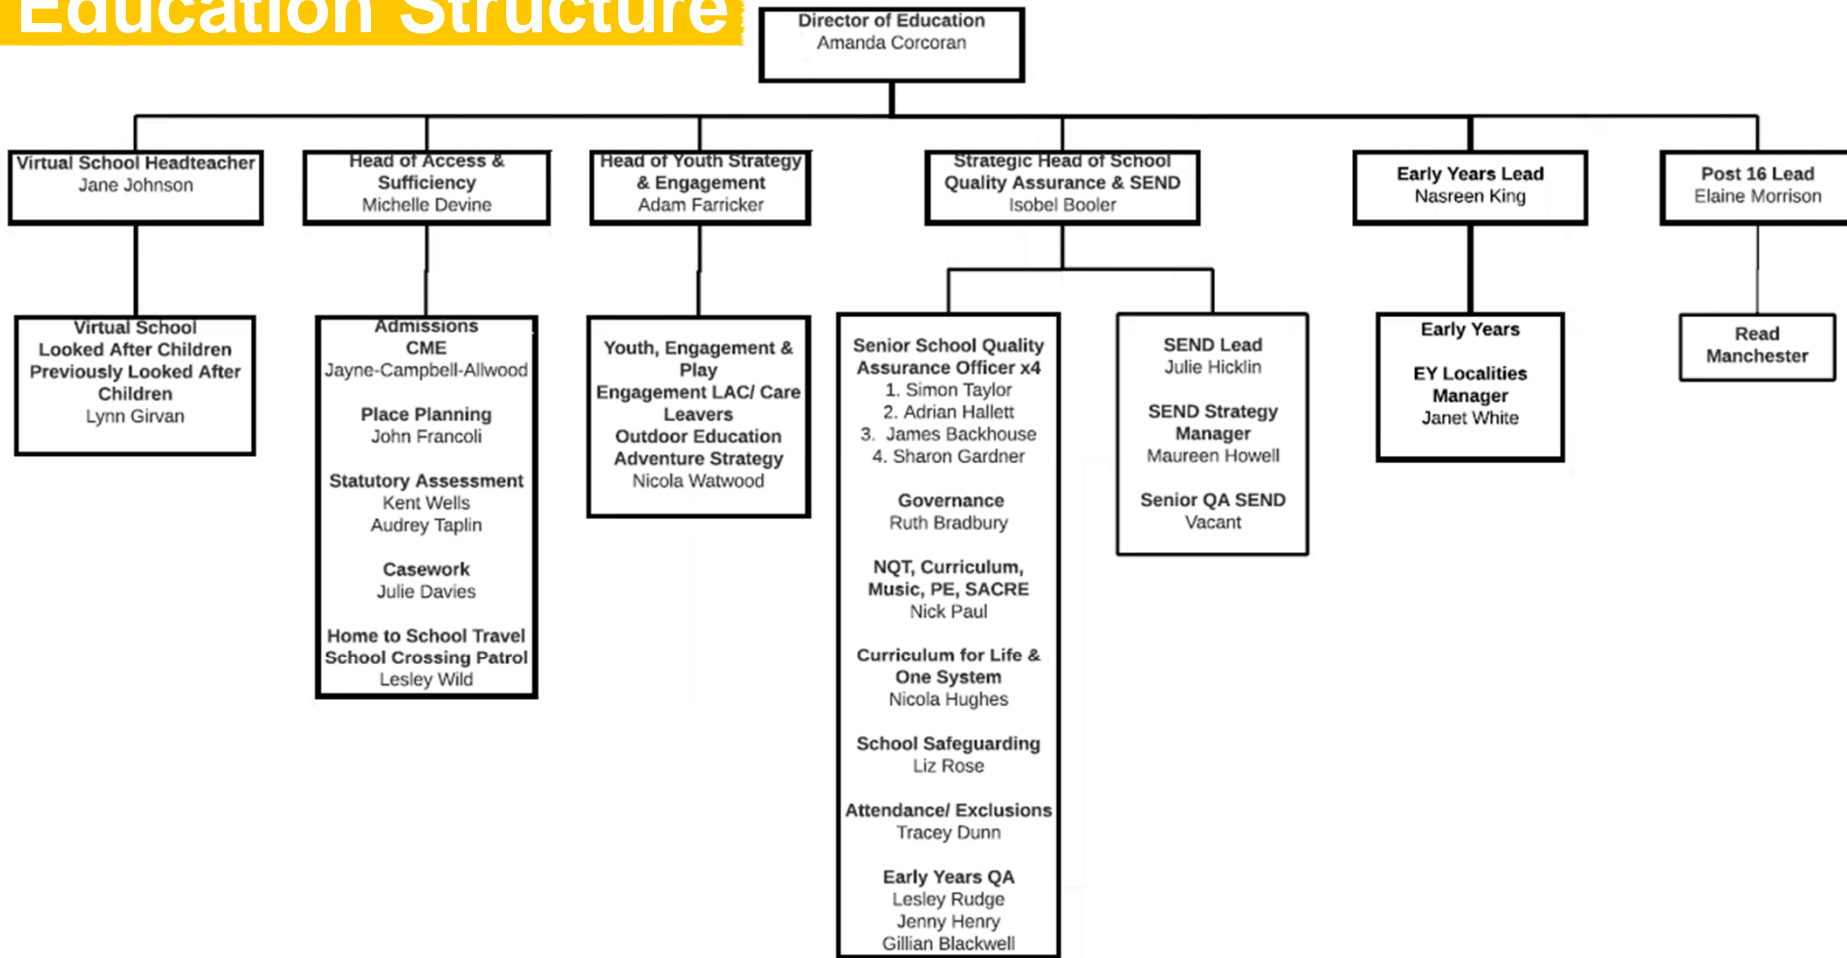 Education Structure
Director of Education
Amanda Corcoran
Virtual School Headteacher
Jane Johnson
Head of Access &
Sufficiency
Michelle Devine
Head of Youth Strategy
& Engagement
Adam Farricker
Strategic Head of School
Quality Assurance & SEND
Isobel Booler
Early Years Lead
Nasreen King
Post 16 Lead
Elaine Morrison
Virtual School
Looked After Children
Previously Looked After
Children
Lynn Girvan
Admissions
CME
Jayne-Campbell-Allwood
Place Planning
John Francoli
Statutory Assessment
Kent Wells
Audrey Taplin
Casework
Julie Davies
Home to School Travel
School Crossing Patrol
Lesley Wild
Youth, Engagement &
Play
Engagement LAC/ Care
Leavers
Outdoor Education
Adventure Strategy
Nicola Watwood
Senior School Quality
Assurance Officer x4
1. Simon Taylor
2. Adrian Hallett
3. James Backhouse
4. Sharon Gardner
Governance
Ruth Bradbury
NQT, Curriculum,
Music, PE, SACRE
Nick Paul
Curriculum for Life &
One System
Nicola Hughes
School Safeguarding
Liz Rose
Attendance/ Exclusions
Tracey Dunn
Early Years QA
Lesley Rudge
Jenny Henry
Gillian Blackwell
SEND Lead
Julie Hicklin
SEND Strategy
Manager
Maureen Howell
Senior QA SEND
Vacant
Early Years
EY Localities
Manager
Janet White
Read
Manchester